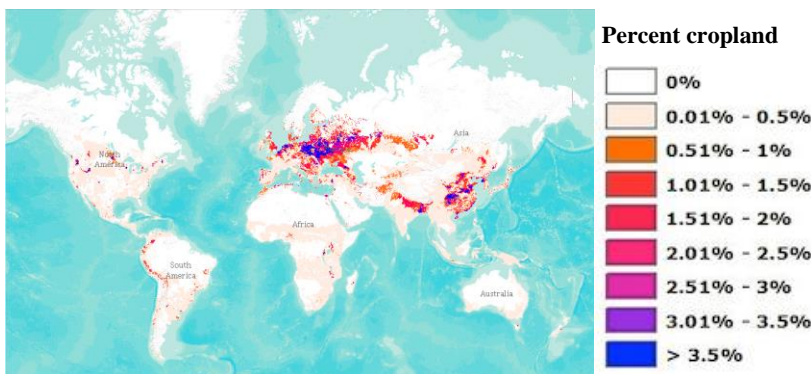 Percent cropland
0%
0.01% - 0.5%
0.51% - 1%
1.01% - 1.5%
1.51% - 2%
2.01% - 2.5%
2.51% - 3%
3.01% - 3.5%
> 3.5%
North
America
Asia
Africa
South
America
Australia